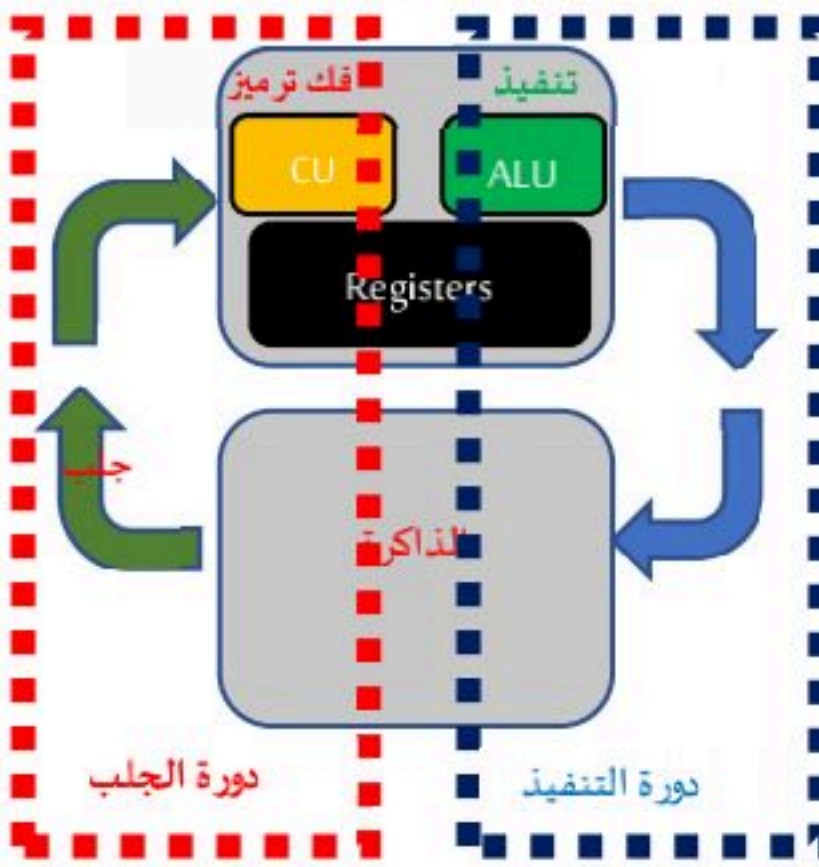 فك ترميز
تنفيذ
CU
ALU
Registers
جلب
الذاكرة
دورة الجلب
دورة التنفيذ